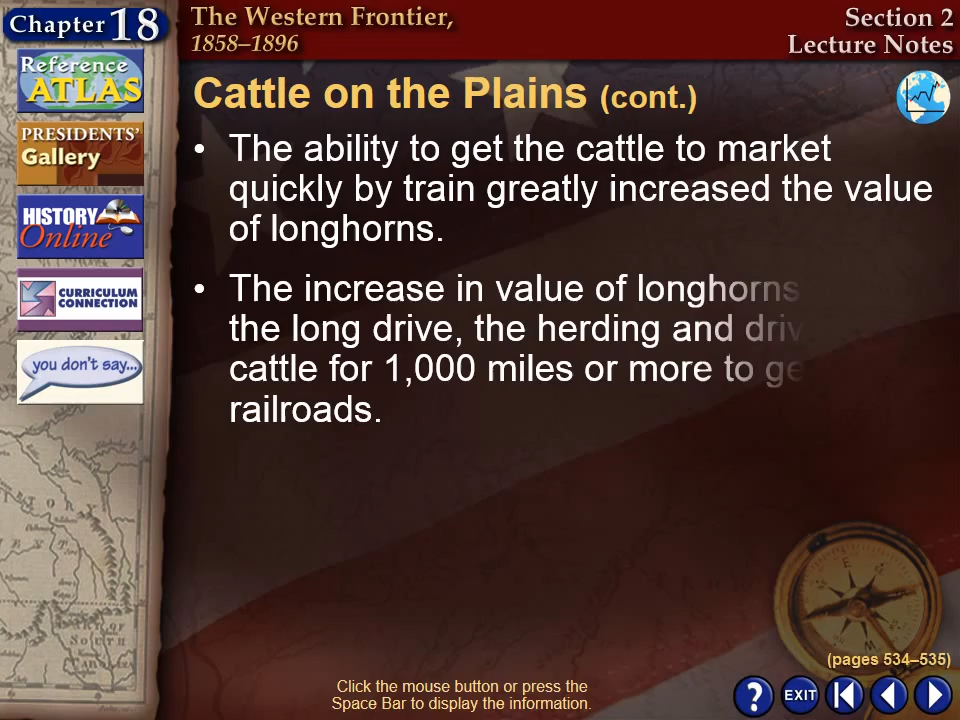 Chapter 18
The Western Frontier,
1858–1896
Section 2
Lecture Notes
Reference
ATLAS
PRESIDENTS'
Gallery
HISTORY
Online
CURRICULUM
CONNECTION
you don't say...
Cattle on the Plains (cont.)
• The ability to get the cattle to market
quickly by train greatly increased the value
of longhorns.
• The increase in value of longhorns
the long drive, the herding and
cattle for 1,000 miles or more to
railroads.
E
(pages 534–535)
Click the mouse button or press the
Space Bar to display the information.
?
EXIT